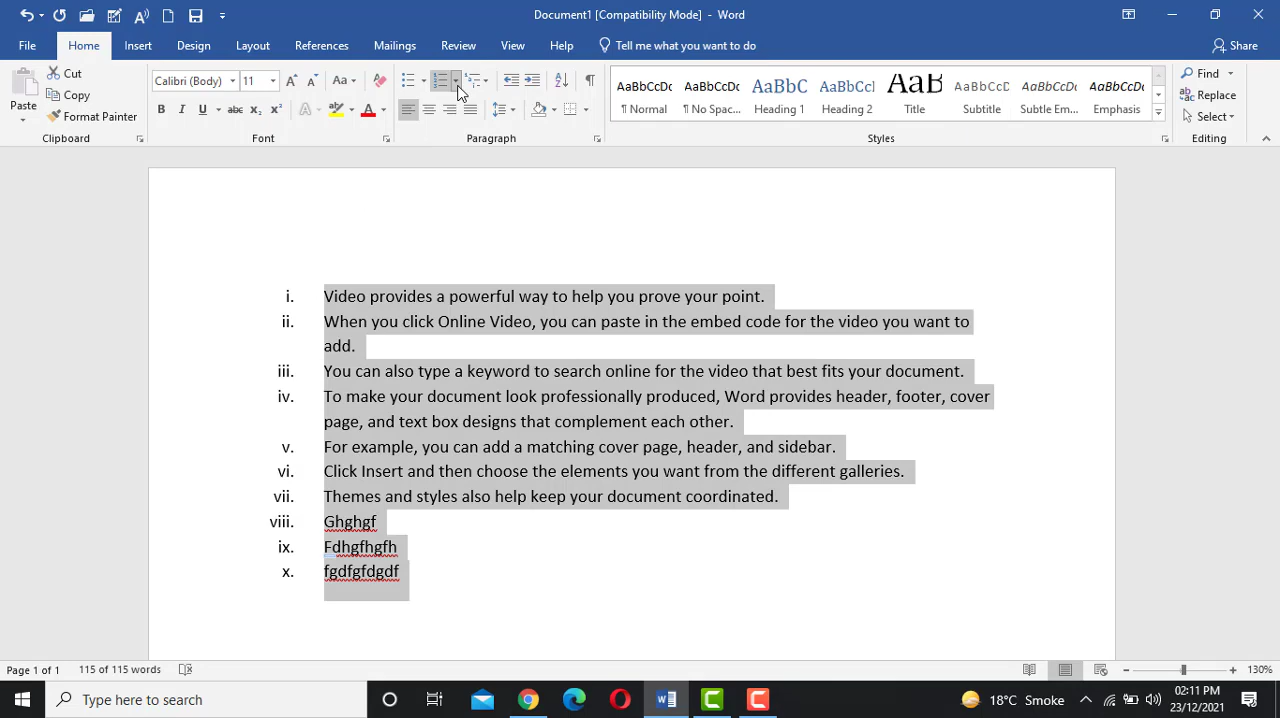 Document1 [Compatibility Mode] - Word
File Home Insert Design Layout References Mailings Review View Help Tell me what you want to do Share
Paste
Cut
Copy
Format Painter
Clipboard
Calibri (Body) 11
Font
Paragraph
AaBbCcDc AaBbCcDc AaBbC AaBbCcI AaB AaBbCcD AaBbCcDc AaBbCcDc
¶ Normal ¶ No Spac... Heading 1 Heading 2 Title Subtitle Subtle Em... Emphasis
Styles
Find
Replace
Select
Editing
i. Video provides a powerful way to help you prove your point.
ii. When you click Online Video, you can paste in the embed code for the video you want to
add.
iii. You can also type a keyword to search online for the video that best fits your document.
iv. To make your document look professionally produced, Word provides header, footer, cover
page, and text box designs that complement each other.
v. For example, you can add a matching cover page, header, and sidebar.
vi. Click Insert and then choose the elements you want from the different galleries.
vii. Themes and styles also help keep your document coordinated.
viii. Ghghgf
ix. Fdhgfhgfh
x. fgdfgfdgdf
Page 1 of 1 115 of 115 words 130%
Type here to search
18°C Smoke
02:11 PM
23/12/2021